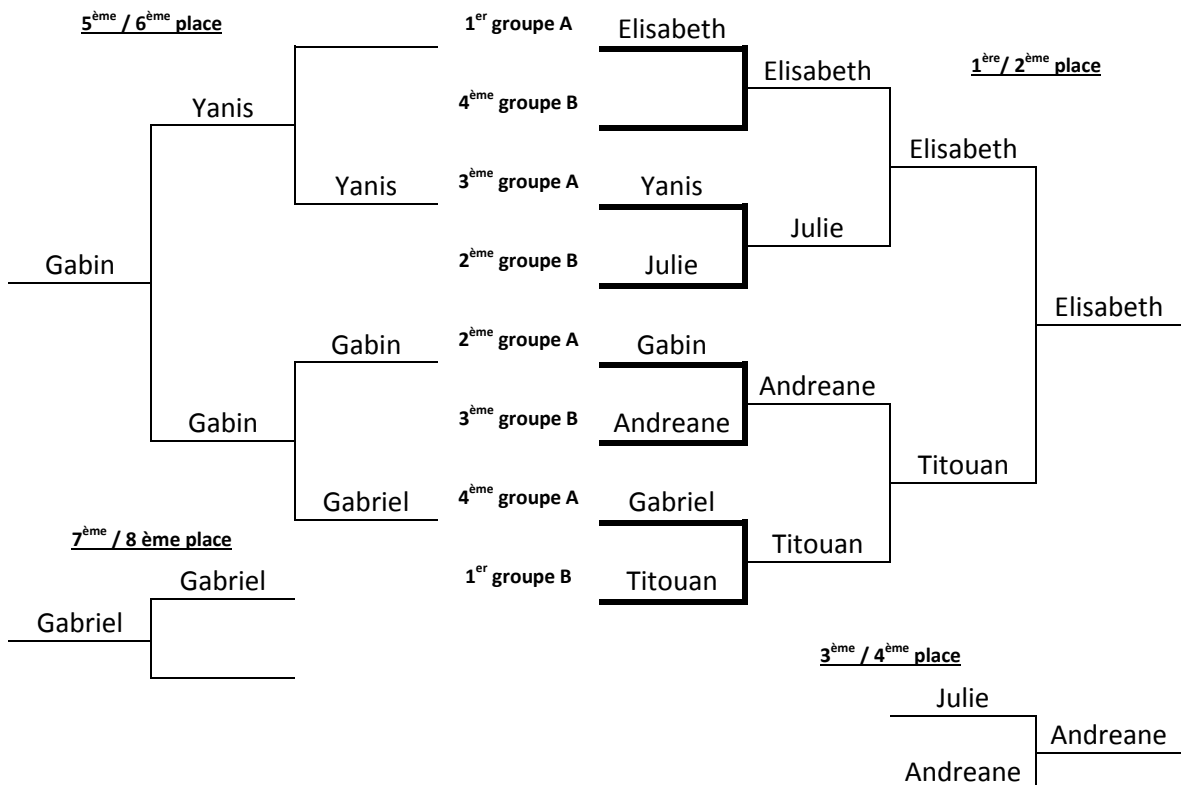 5ème / 6ème place
1er groupe A
Elisabeth
1ère/ 2ème place
Elisabeth
Yanis
4ème groupe B
Elisabeth
Yanis
3ème groupe A
Yanis
Julie
Gabin
2ème groupe B
Julie
Elisabeth
Gabin
2ème groupe A
Gabin
Andreane
Gabin
3ème groupe B
Andreane
Titouan
Gabriel
4ème groupe A
Gabriel
7ème / 8 ème place
Titouan
Gabriel
1er groupe B
Titouan
Gabriel
3ème / 4ème place
Julie
Andreane
Andreane